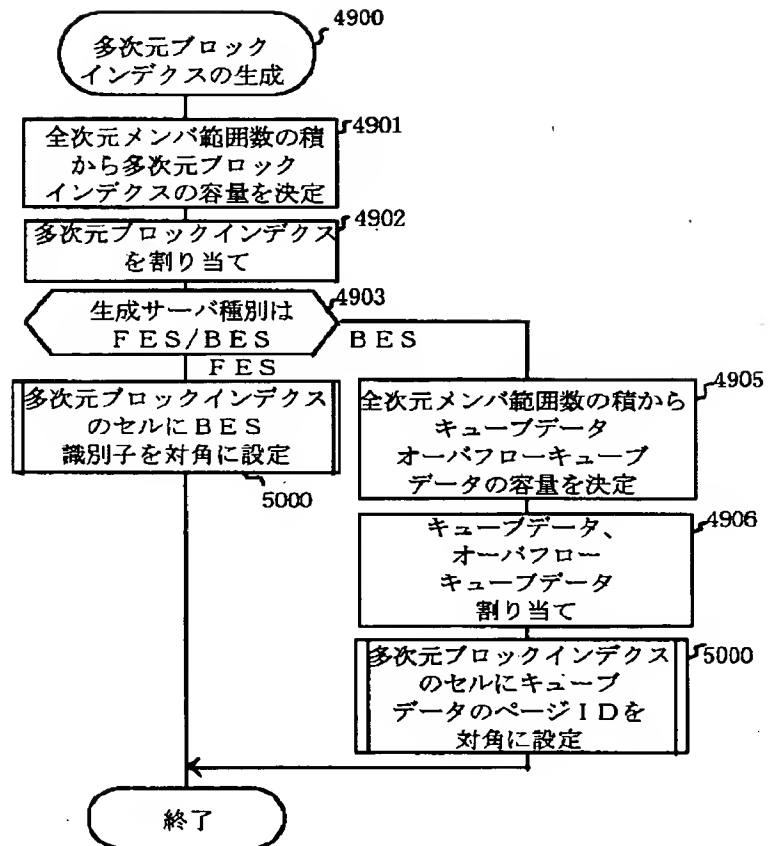 4900
多次元ブロック
インデクスの生成
4901
全次元メンバ範囲数の積
から多次元ブロック
インデクスの容量を決定
4902
多次元ブロックインデクス
を割り当て
4903
生成サーバ種別は
ＦＥＳ/ＢＥＳ
ＢＥＳ
ＦＥＳ
多次元ブロックインデクス
のセルにＢＥＳ
識別子を対角に設定
5000
4905
全次元メンバ範囲数の積から
キューブデータ
オーバフローキューブ
データの容量を決定
4906
キューブデータ、
オーバフロー
キューブデータ
割り当て
5000
多次元ブロックインデクス
のセルにキューブ
データのページＩＤを
対角に設定
終了